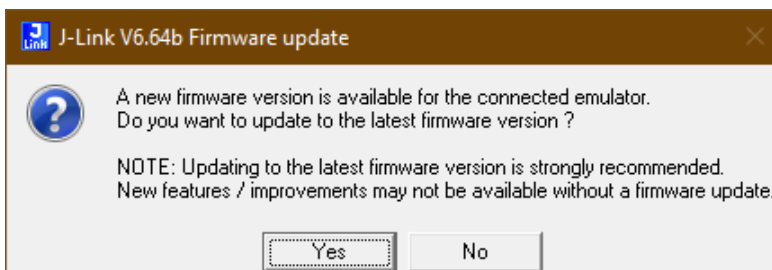 J
Link
J-Link V6.64b Firmware update
A new firmware version is available for the connected emulator.
Do you want to update to the latest firmware version ?
NOTE: Updating to the latest firmware version is strongly recommended.
New features / improvements may not be available without a firmware update.
Yes No